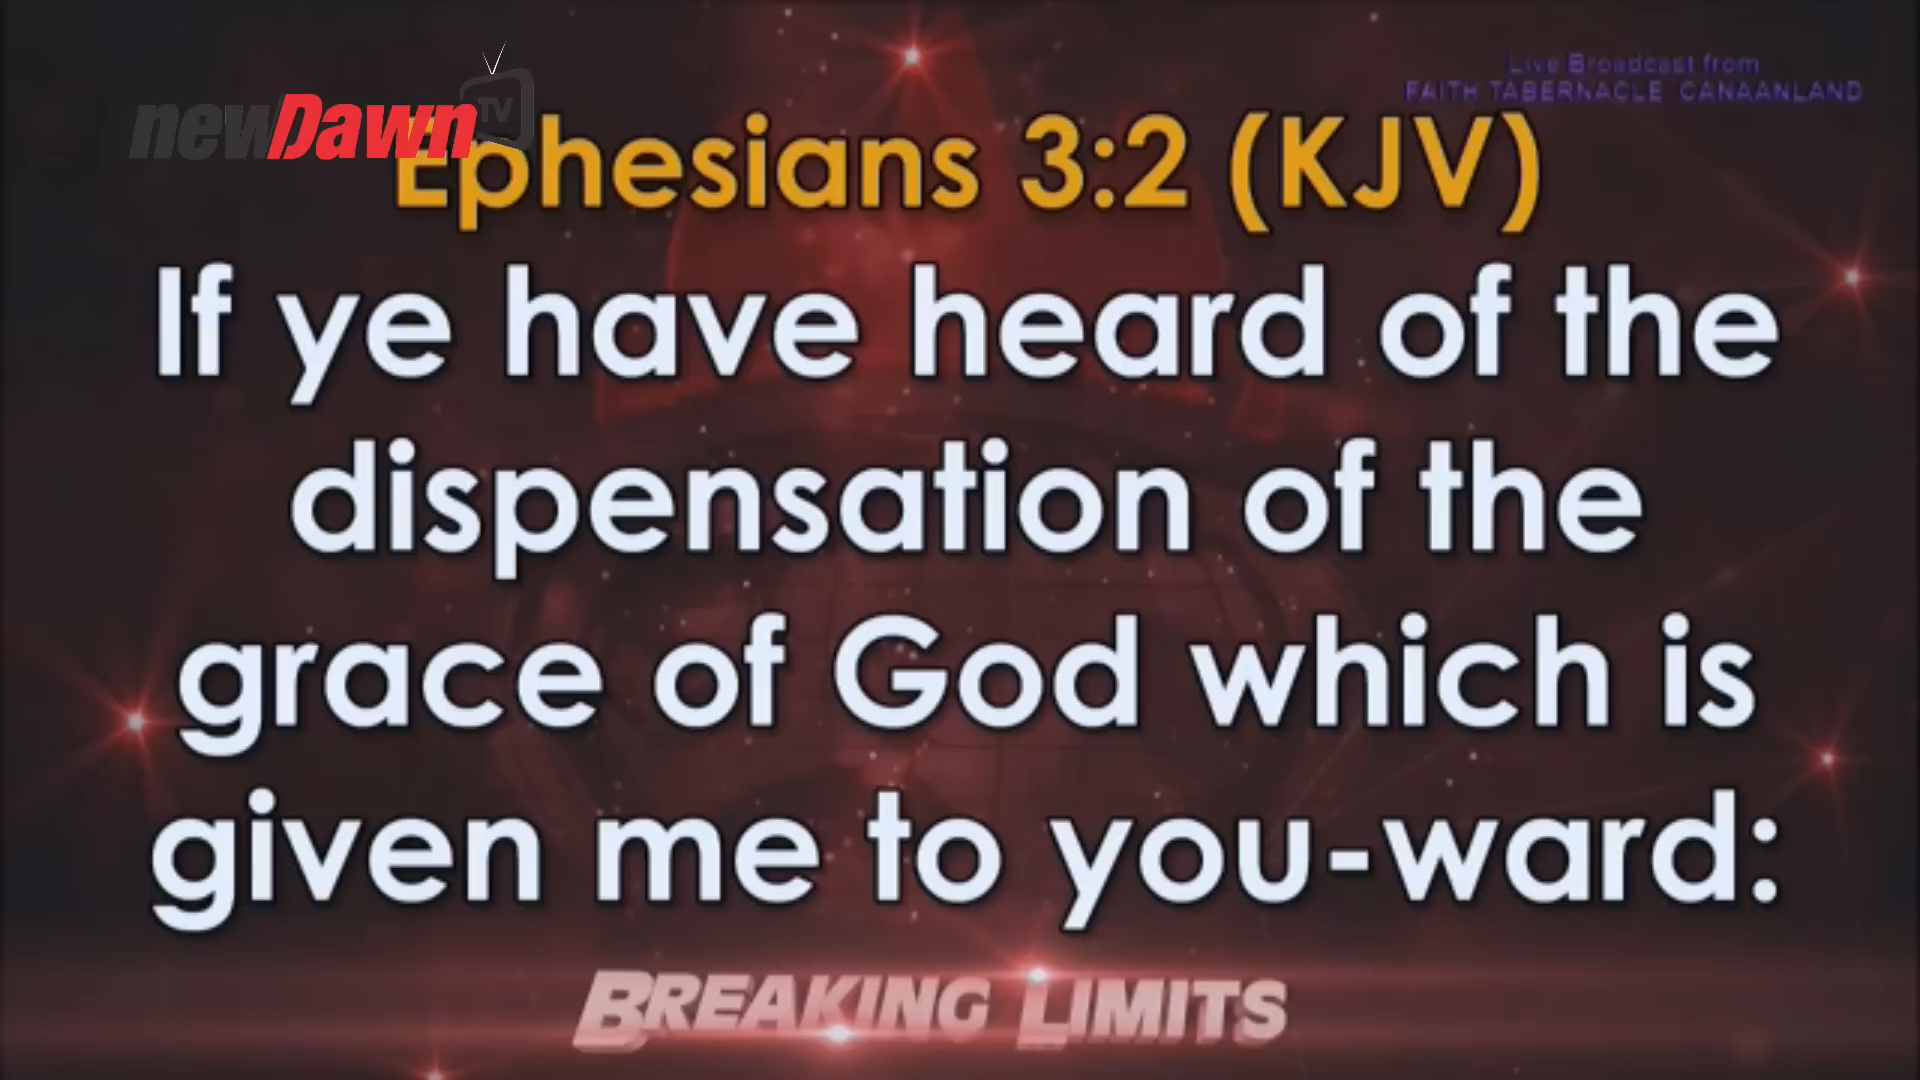 Live Broadcast from
FAITH TABERNACLE CANAANLAND
newDawn TV
Ephesians 3:2 (KJV)
If ye have heard of the
dispensation of the
grace of God which is
given me to you-ward:
BREAKING LIMITS